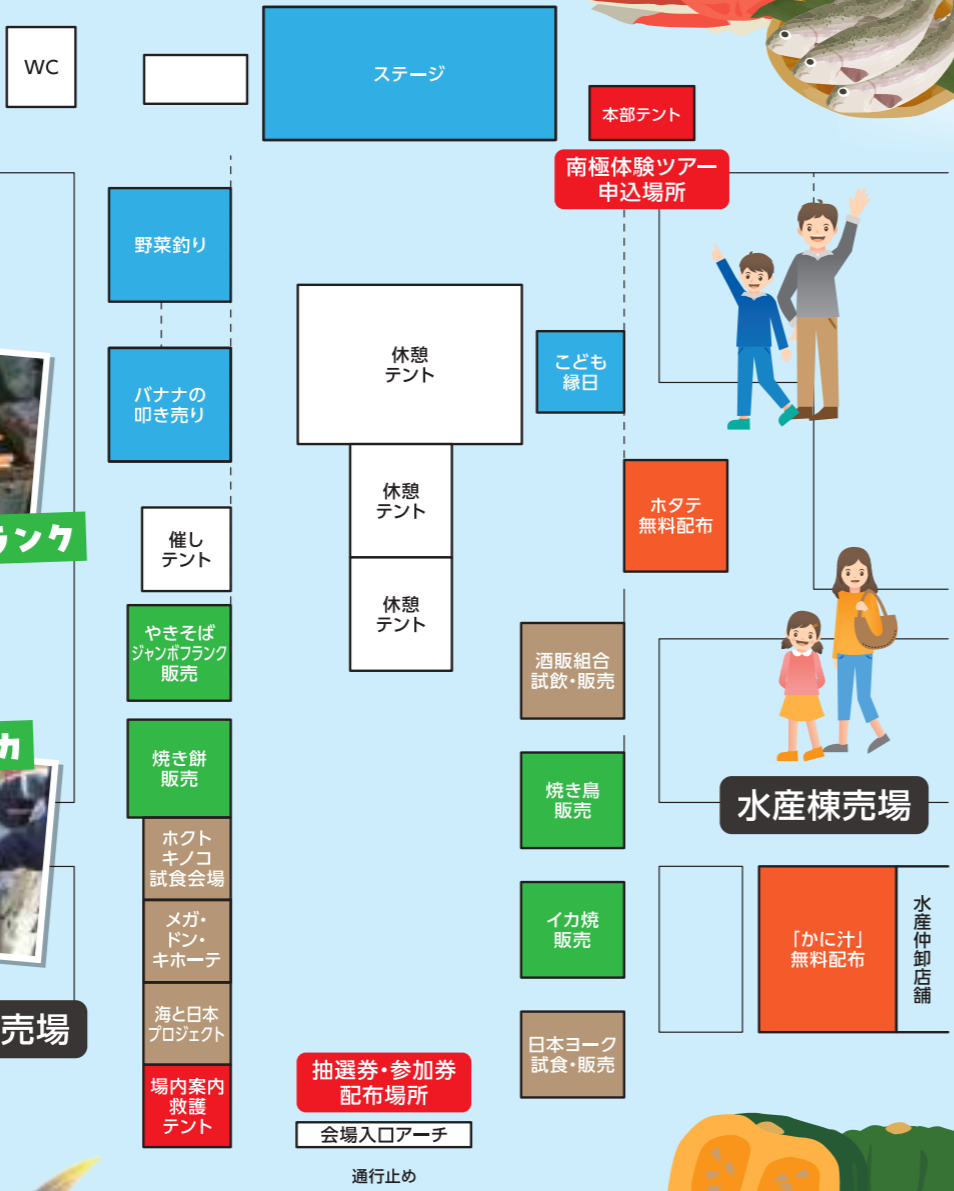 WC
ステージ
本部テント
南極体験ツアー
申込場所
野菜釣り
バナナの
叩き売り
休憩
テント
こども
縁日
休憩
テント
休憩
テント
ホタテ
無料配布
催し
テント
ランク
やきそば
ジャンボフランク
販売
酒販組合
試飲・販売
カ
焼き餅
販売
焼き鳥
販売
水産棟売場
ホクト
キノコ
試食会場
メガ・
ドン・
キホーテ
イカ焼
販売
「かに汁」
無料配布
水産仲卸店舗
売場
海と日本
プロジェクト
日本ヨーク
試食・販売
場内案内
救護
テント
抽選券・参加券
配布場所
会場入口アーチ
通行止め